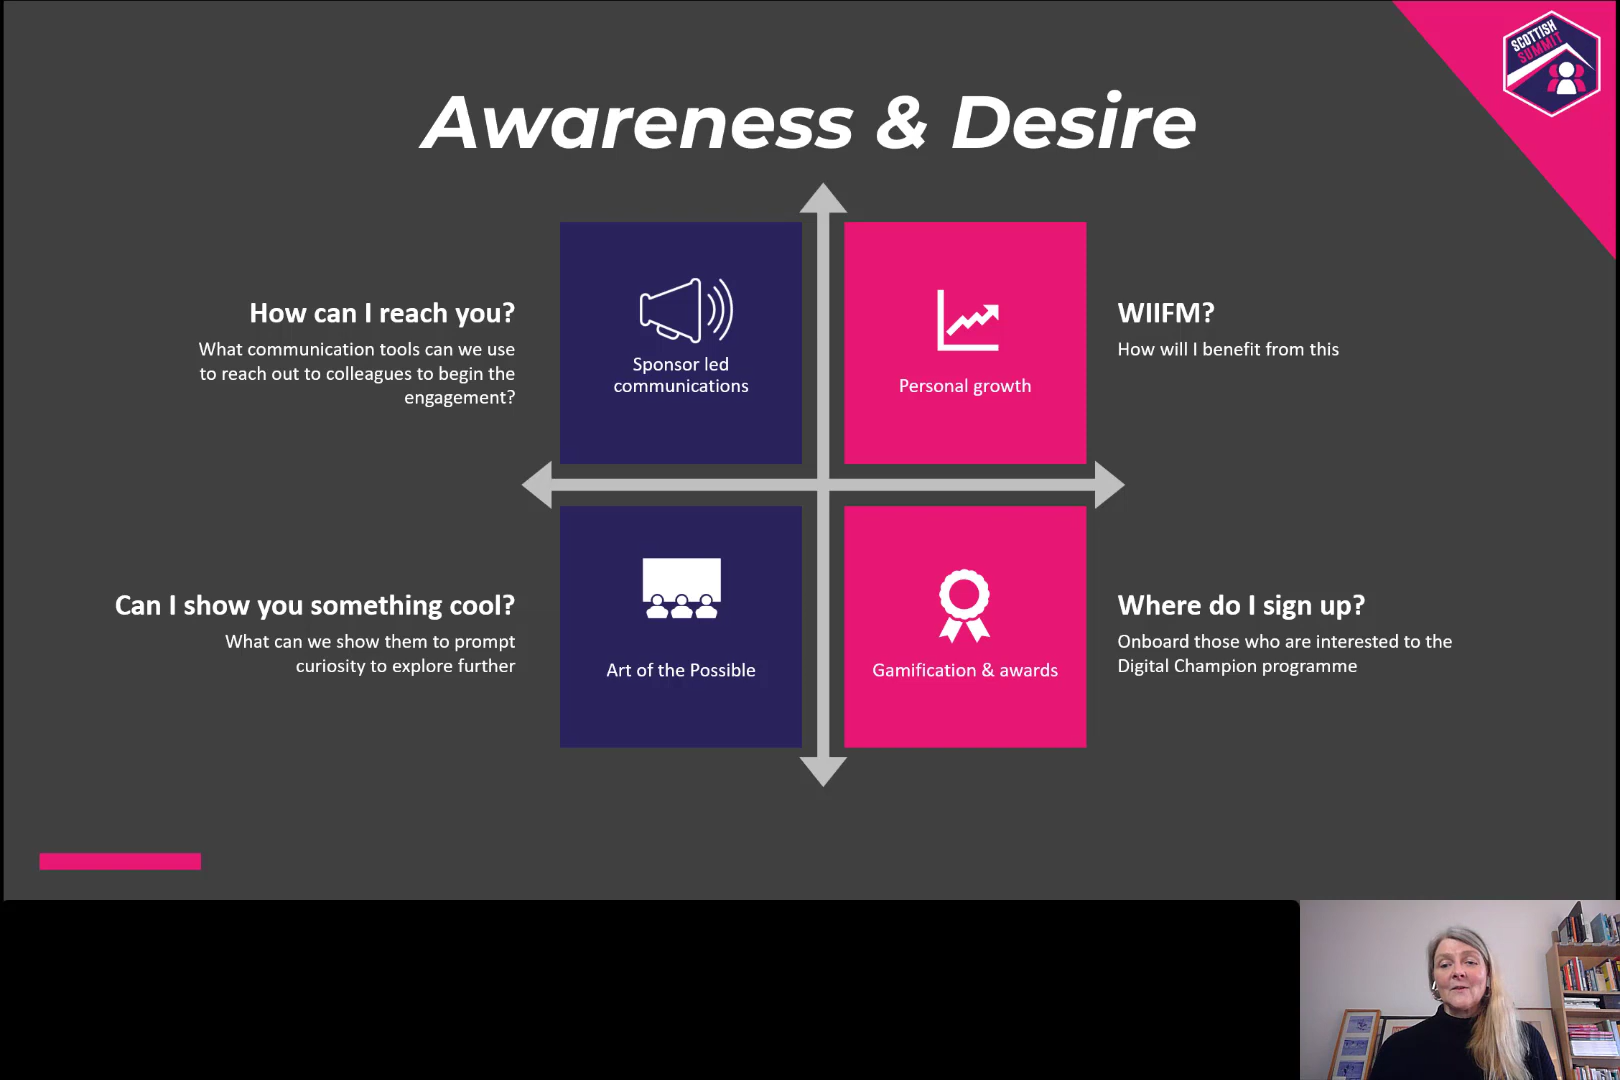 SCOTTISH
SUMMIT
Awareness & Desire
How can I reach you?
What communication tools can we use
to reach out to colleagues to begin the
engagement?
Sponsor led
communications
Personal growth
WIIFM?
How will I benefit from this
Can I show you something cool?
What can we show them to prompt
curiosity to explore further
Art of the Possible
Gamification & awards
Where do I sign up?
Onboard those who are interested to the
Digital Champion programme